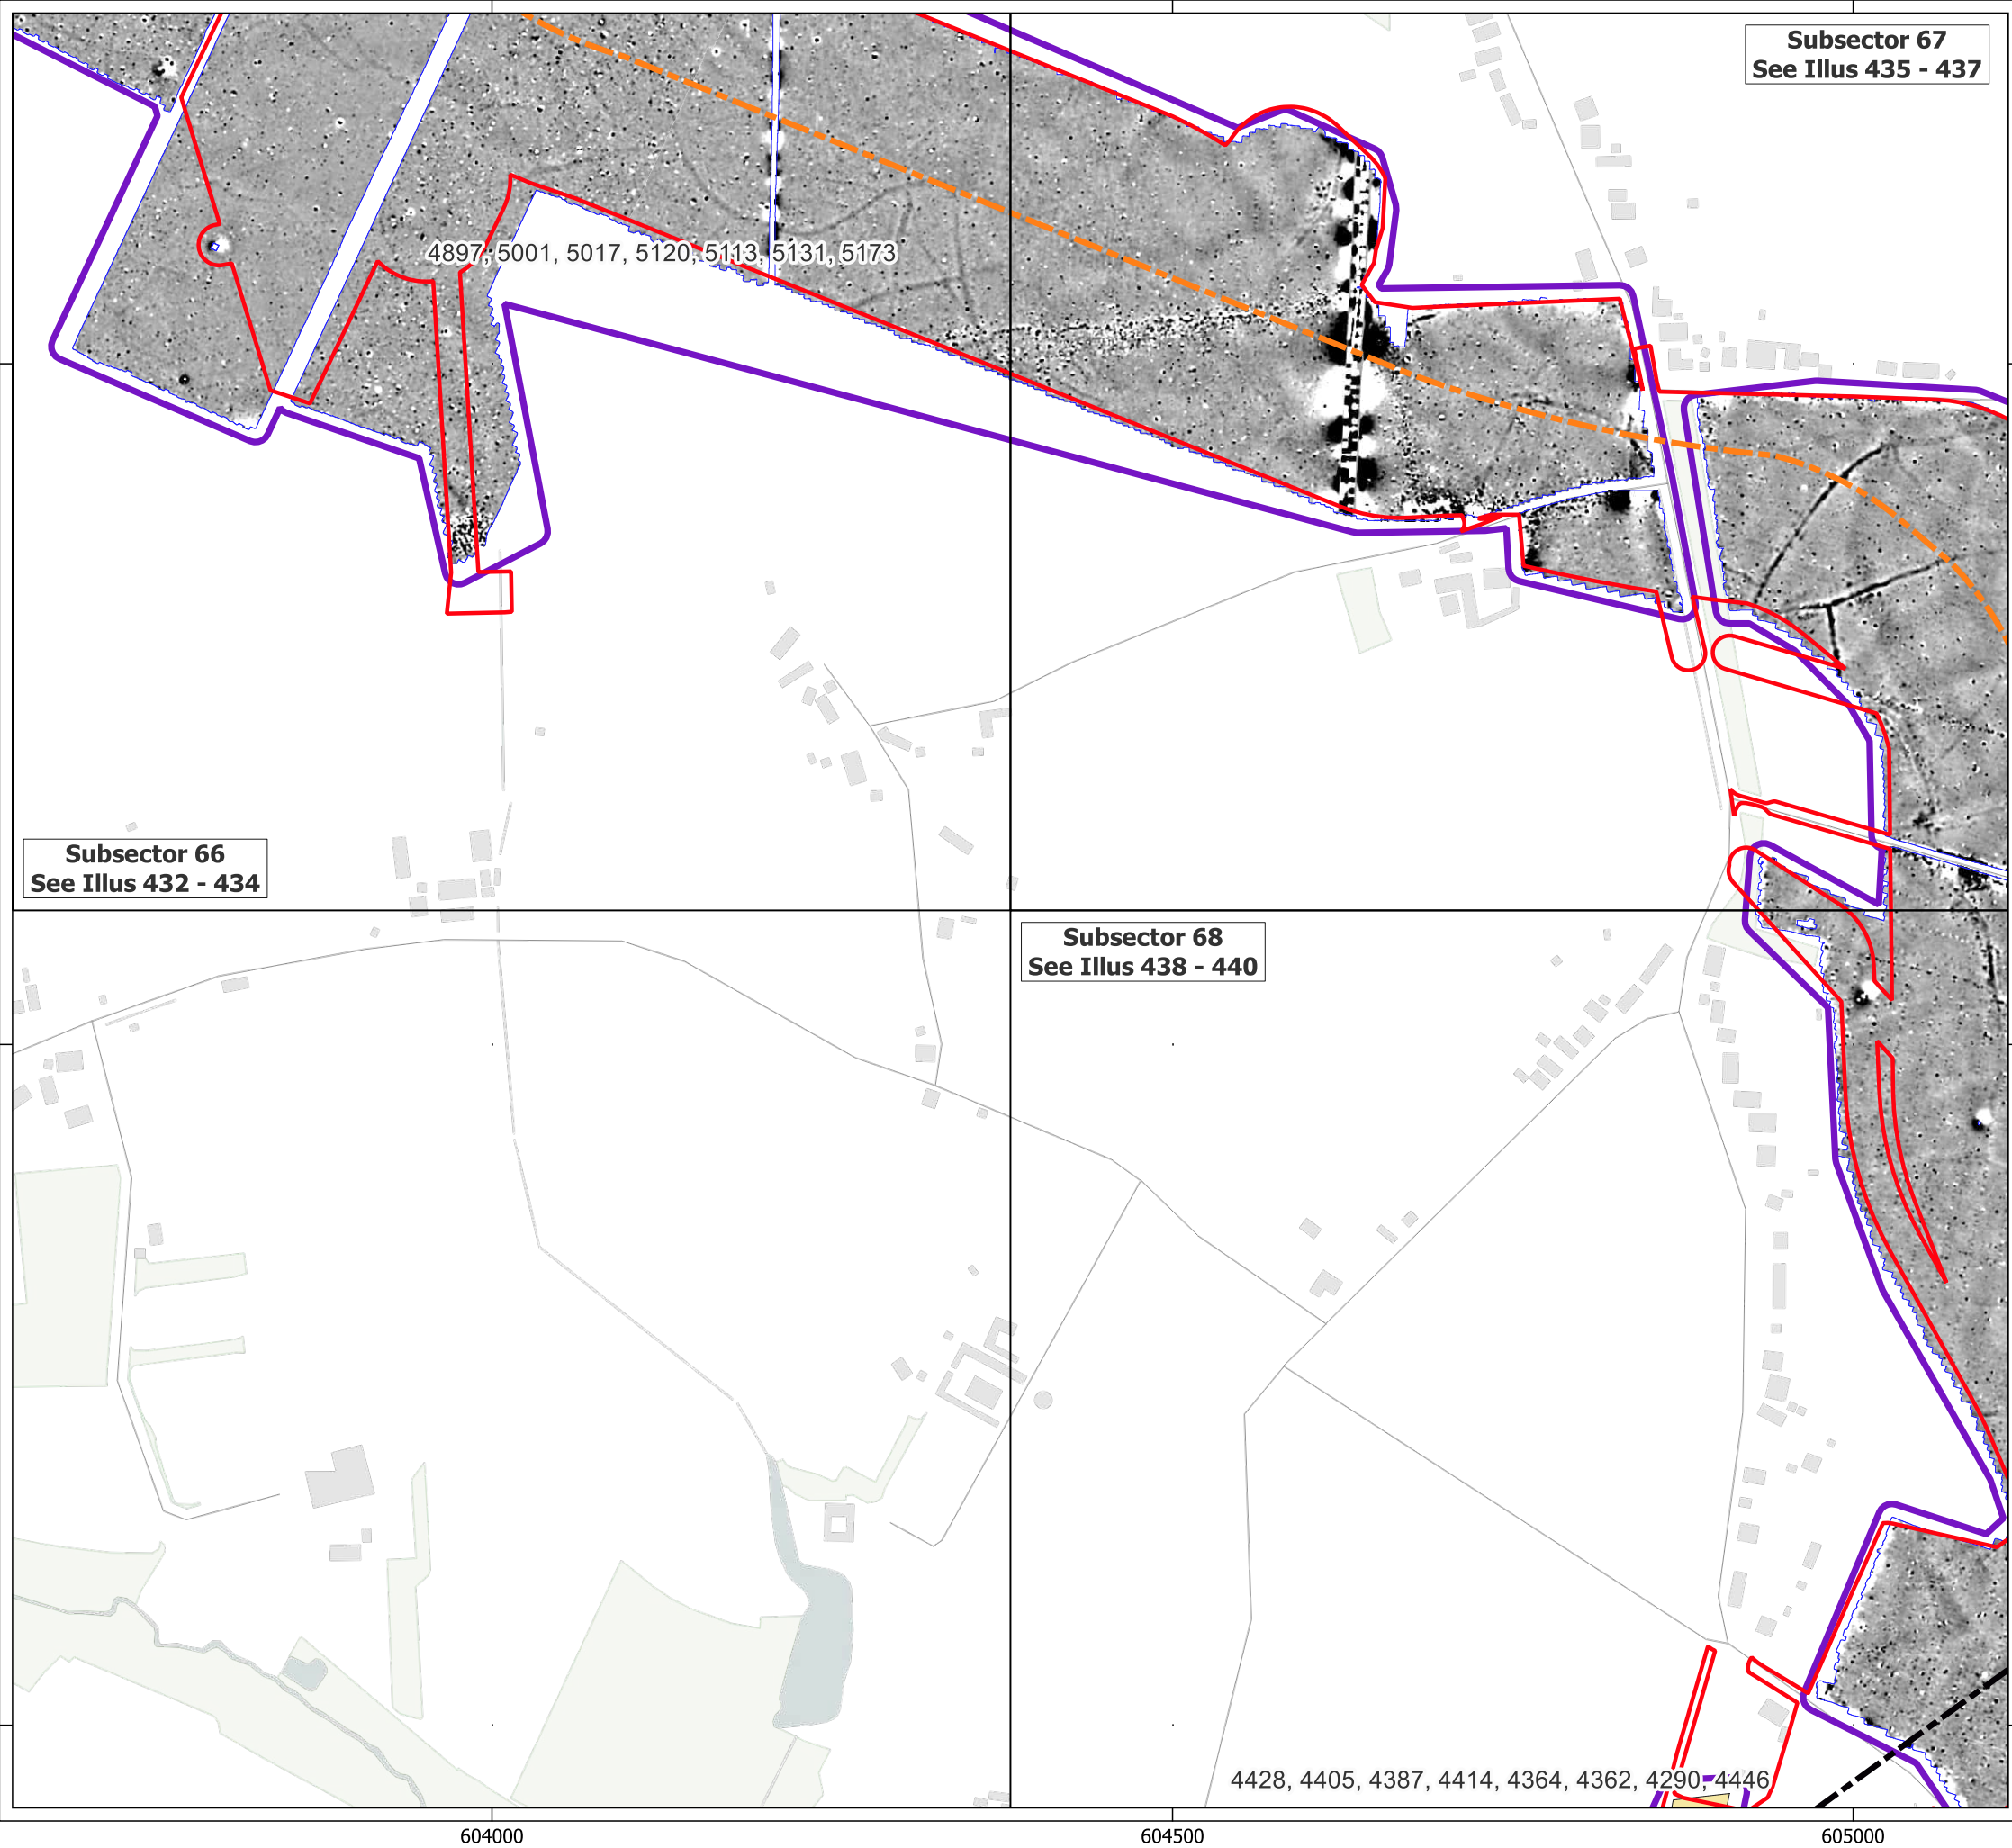 Subsector 67
See Illus 435 - 437
4897, 5001, 5017, 5120, 5113, 5131, 5173
Subsector 66
See Illus 432 - 434
Subsector 68
See Illus 438 - 440
4428, 4405, 4387, 4414, 4364, 4362, 4290, 4446
604000
604500
605000